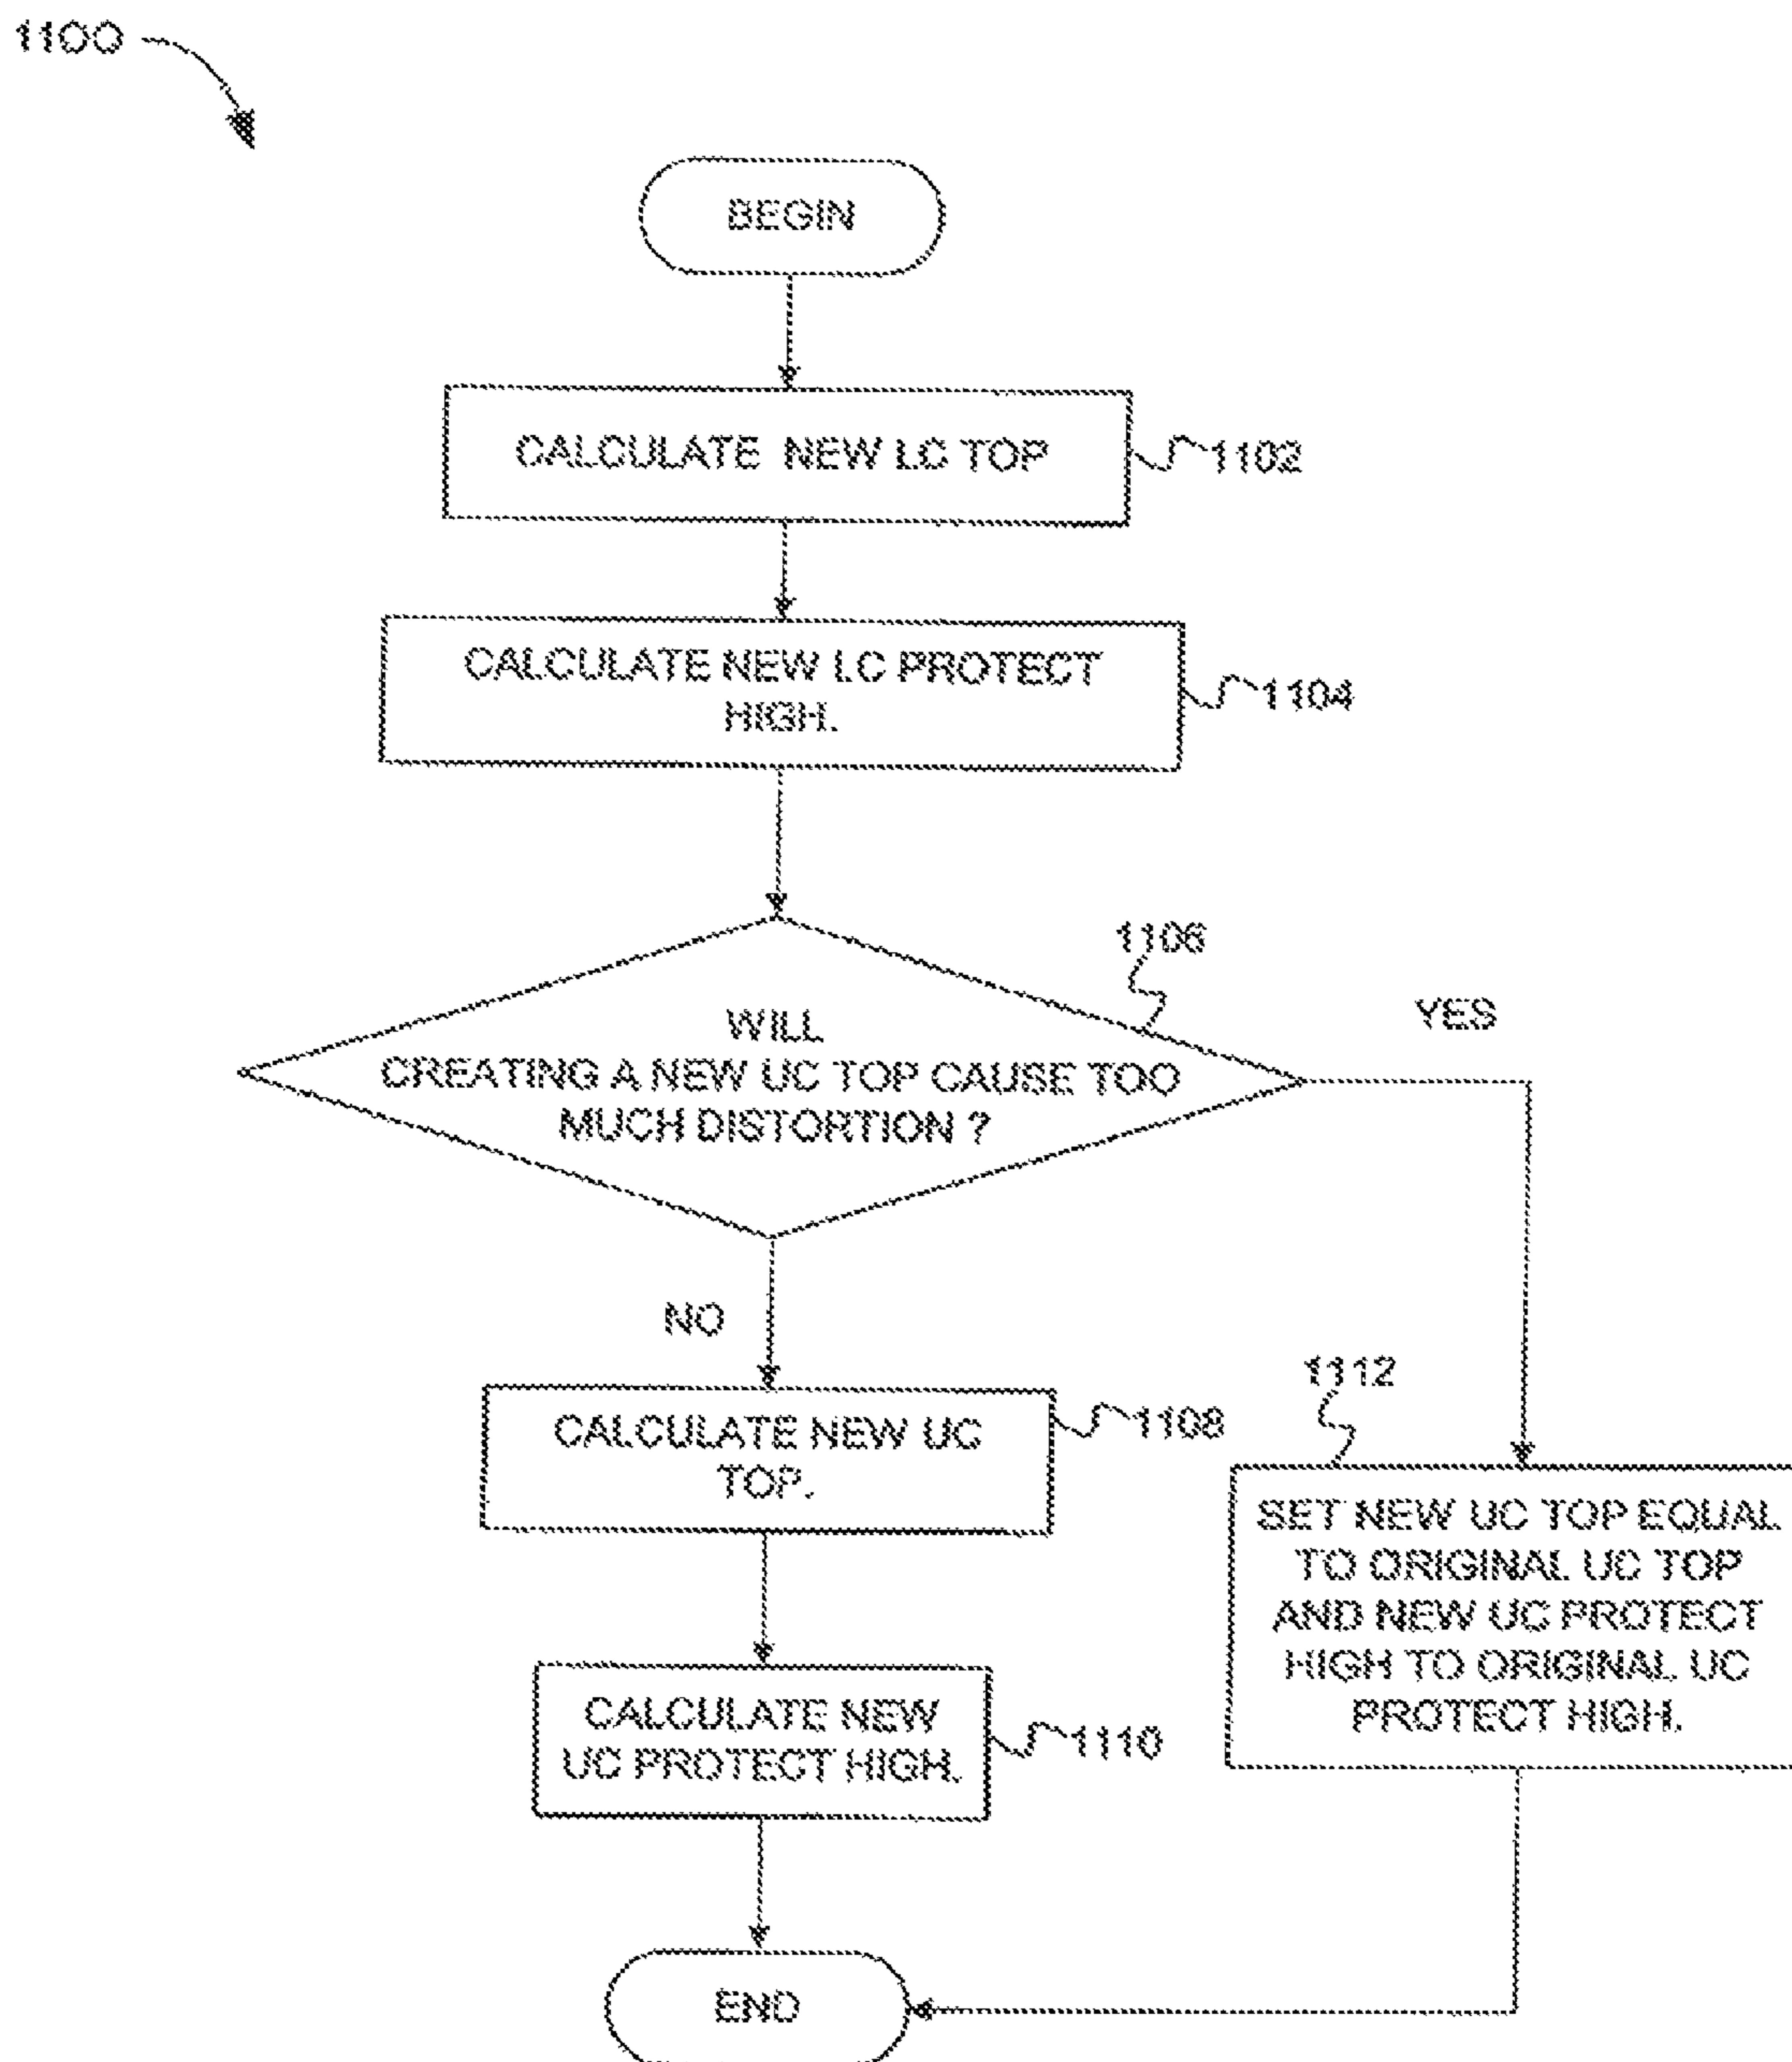 1100
BEGIN
CALCULATE NEW LC TOP
1102
CALCULATE NEW LC PROTECT
HIGH.
1104
1106
WILL
CREATING A NEW UC TOP CAUSE TOO
MUCH DISTORTION ?
YES
NO
CALCULATE NEW UC
TOP.
1108
1112
SET NEW UC TOP EQUAL
TO ORIGINAL UC TOP
AND NEW UC PROTECT
HIGH TO ORIGINAL UC
PROTECT HIGH.
CALCULATE NEW
UC PROTECT HIGH.
1110
END